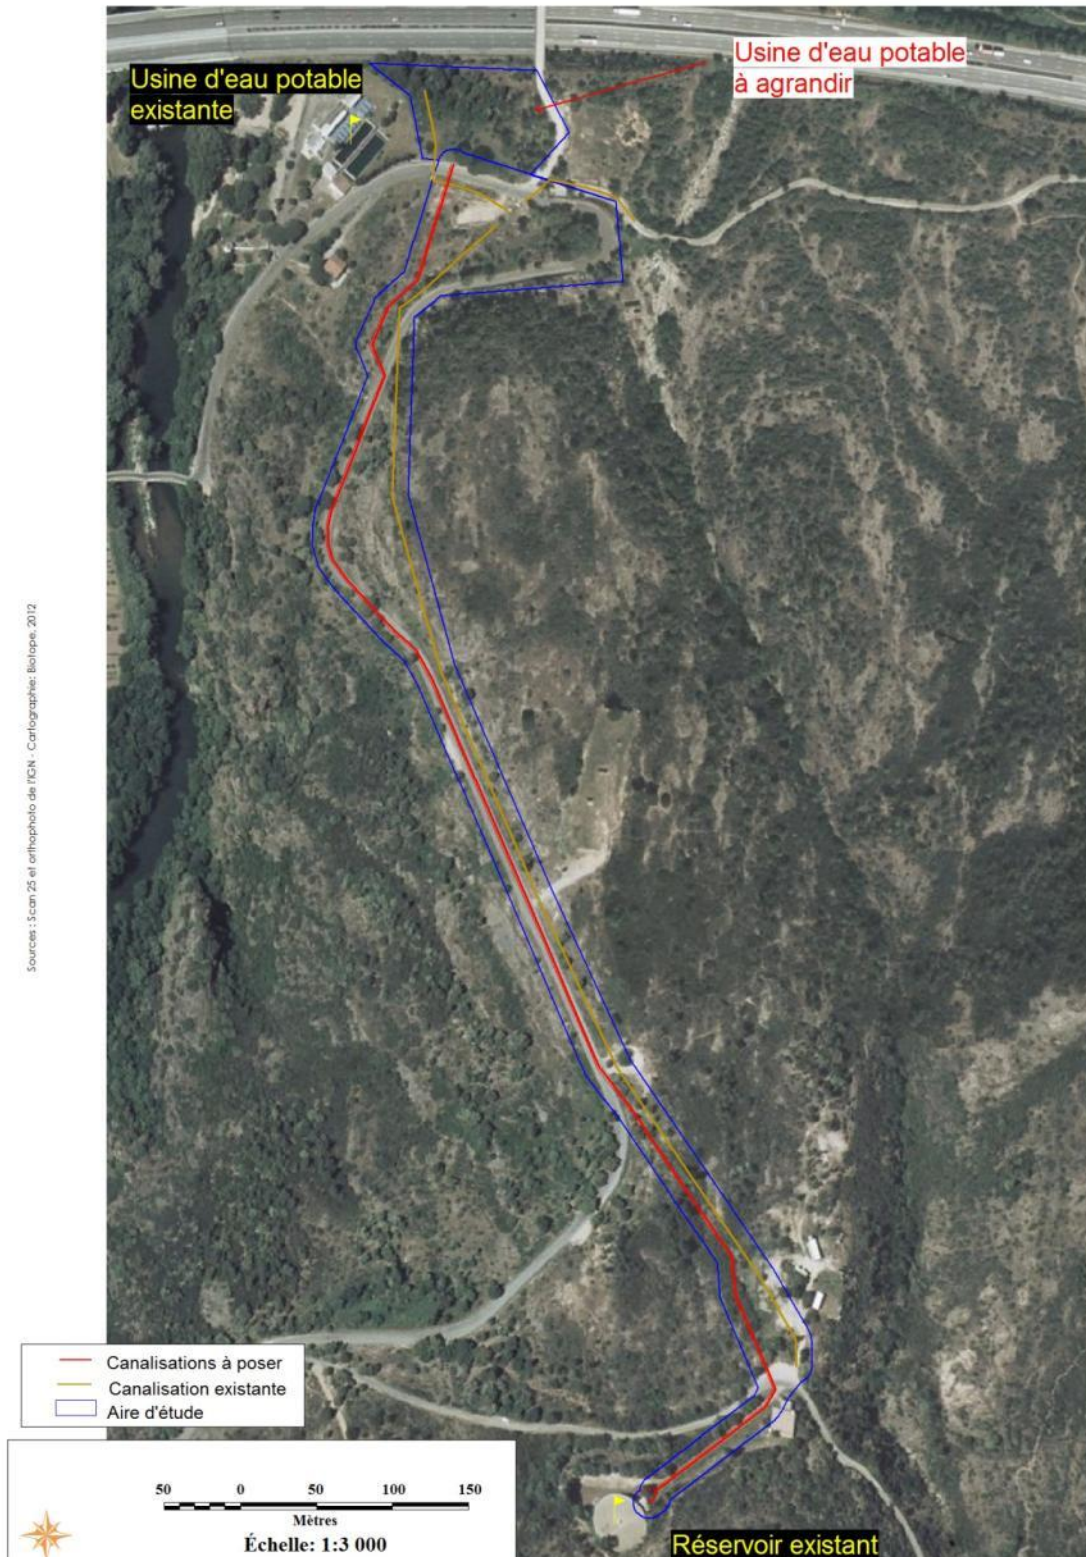 Usine d'eau potable
existante
Usine d'eau potable
à agrandir
Sources : Scan 25 et orthophoto de l'IGN - Cartographie: Biotope, 2012
Canalisations à poser
Canalisation existante
Aire d'étude
50 0 50 100 150
Mètres
Échelle: 1:3 000
Réservoir existant